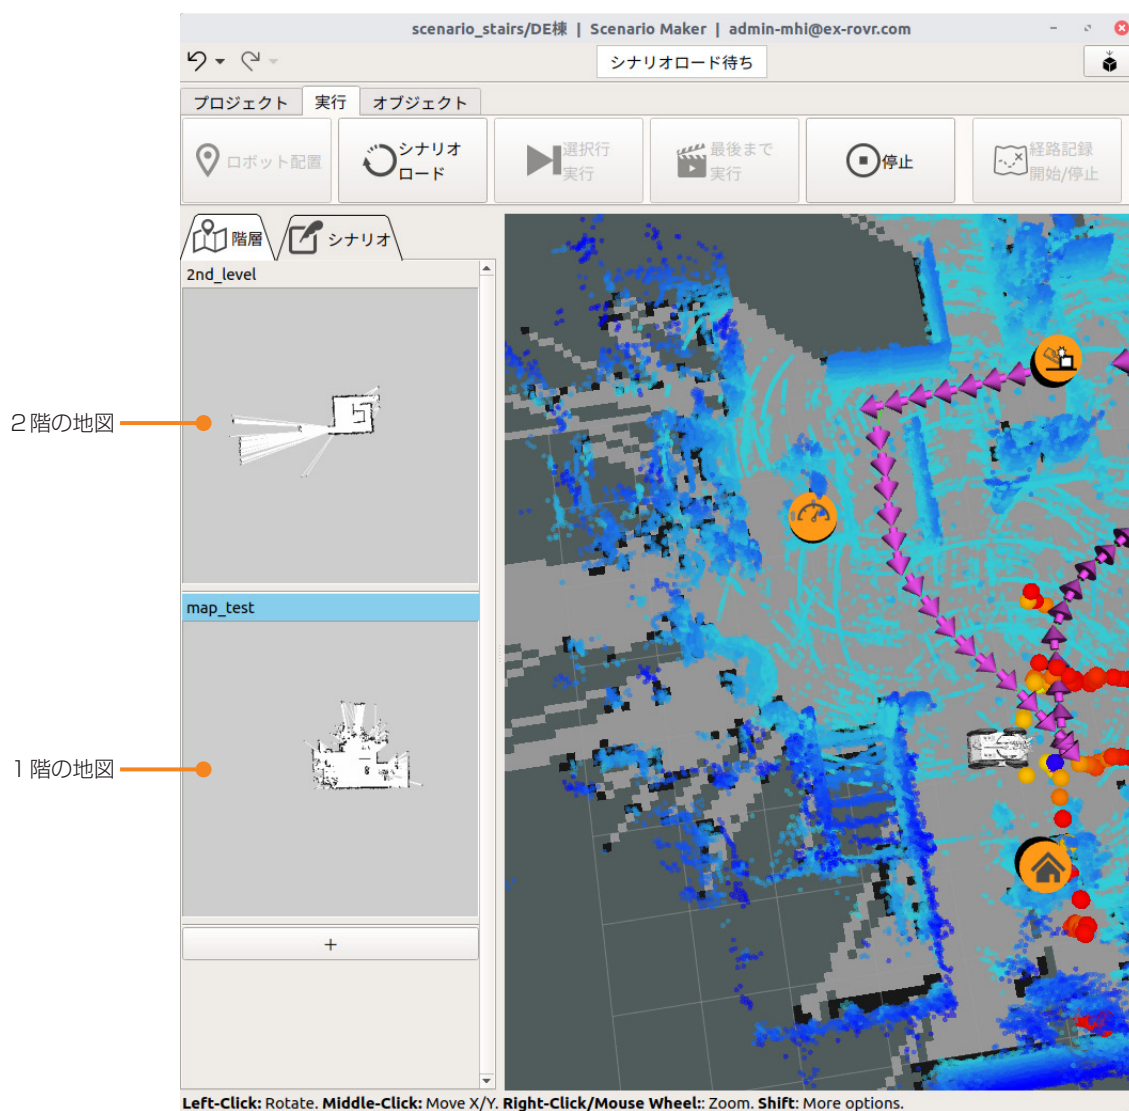 scenario_stairs/DE棟 | Scenario Maker | admin-mhi@ex-rovr.com
シナリオロード待ち
プロジェクト 実行 オブジェクト
ロボット配置
シナリオ
ロード
選択行
実行
最後まで
実行
停止
経路記録
開始/停止
階層 シナリオ
2nd_level
2階の地図
map_test
1階の地図
+
Left-Click: Rotate. Middle-Click: Move X/Y. Right-Click/Mouse Wheel:: Zoom. Shift: More options.